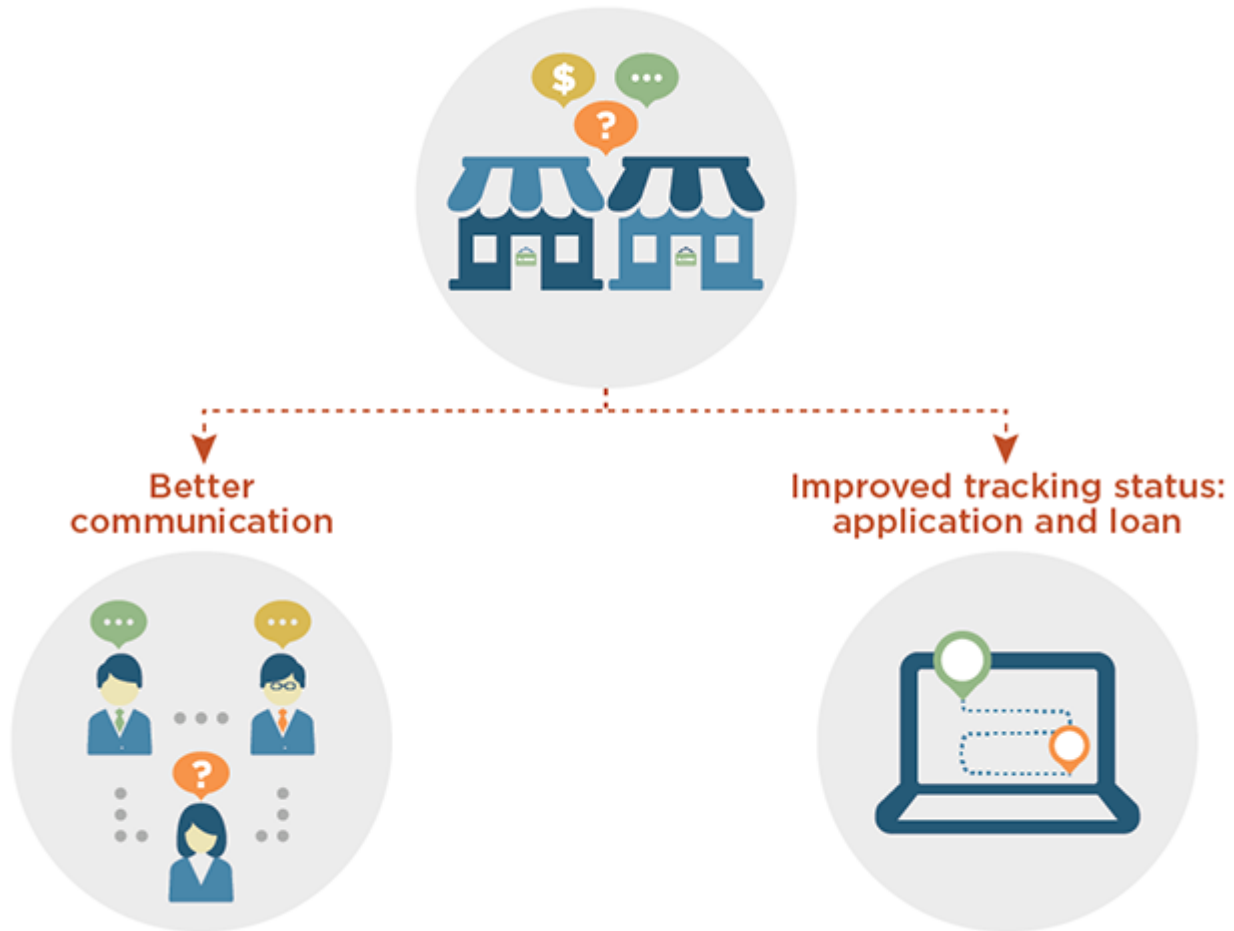 $
?
Better
communication
Improved tracking status:
application and loan
?